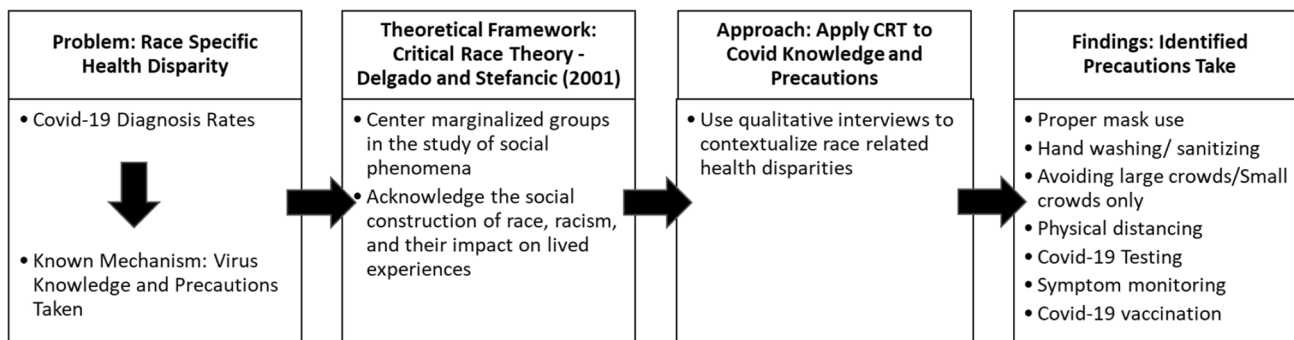 Problem: Race Specific
Health Disparity
• Covid-19 Diagnosis Rates
• Known Mechanism: Virus
Knowledge and Precautions
Taken
Theoretical Framework:
Critical Race Theory -
Delgado and Stefancic (2001)
• Center marginalized groups
in the study of social
phenomena
• Acknowledge the social
construction of race, racism,
and their impact on lived
experiences
Approach: Apply CRT to
Covid Knowledge and
Precautions
• Use qualitative interviews to
contextualize race related
health disparities
Findings: Identified
Precautions Take
• Proper mask use
• Hand washing/ sanitizing
• Avoiding large crowds/Small
crowds only
• Physical distancing
• Covid-19 Testing
• Symptom monitoring
• Covid-19 vaccination